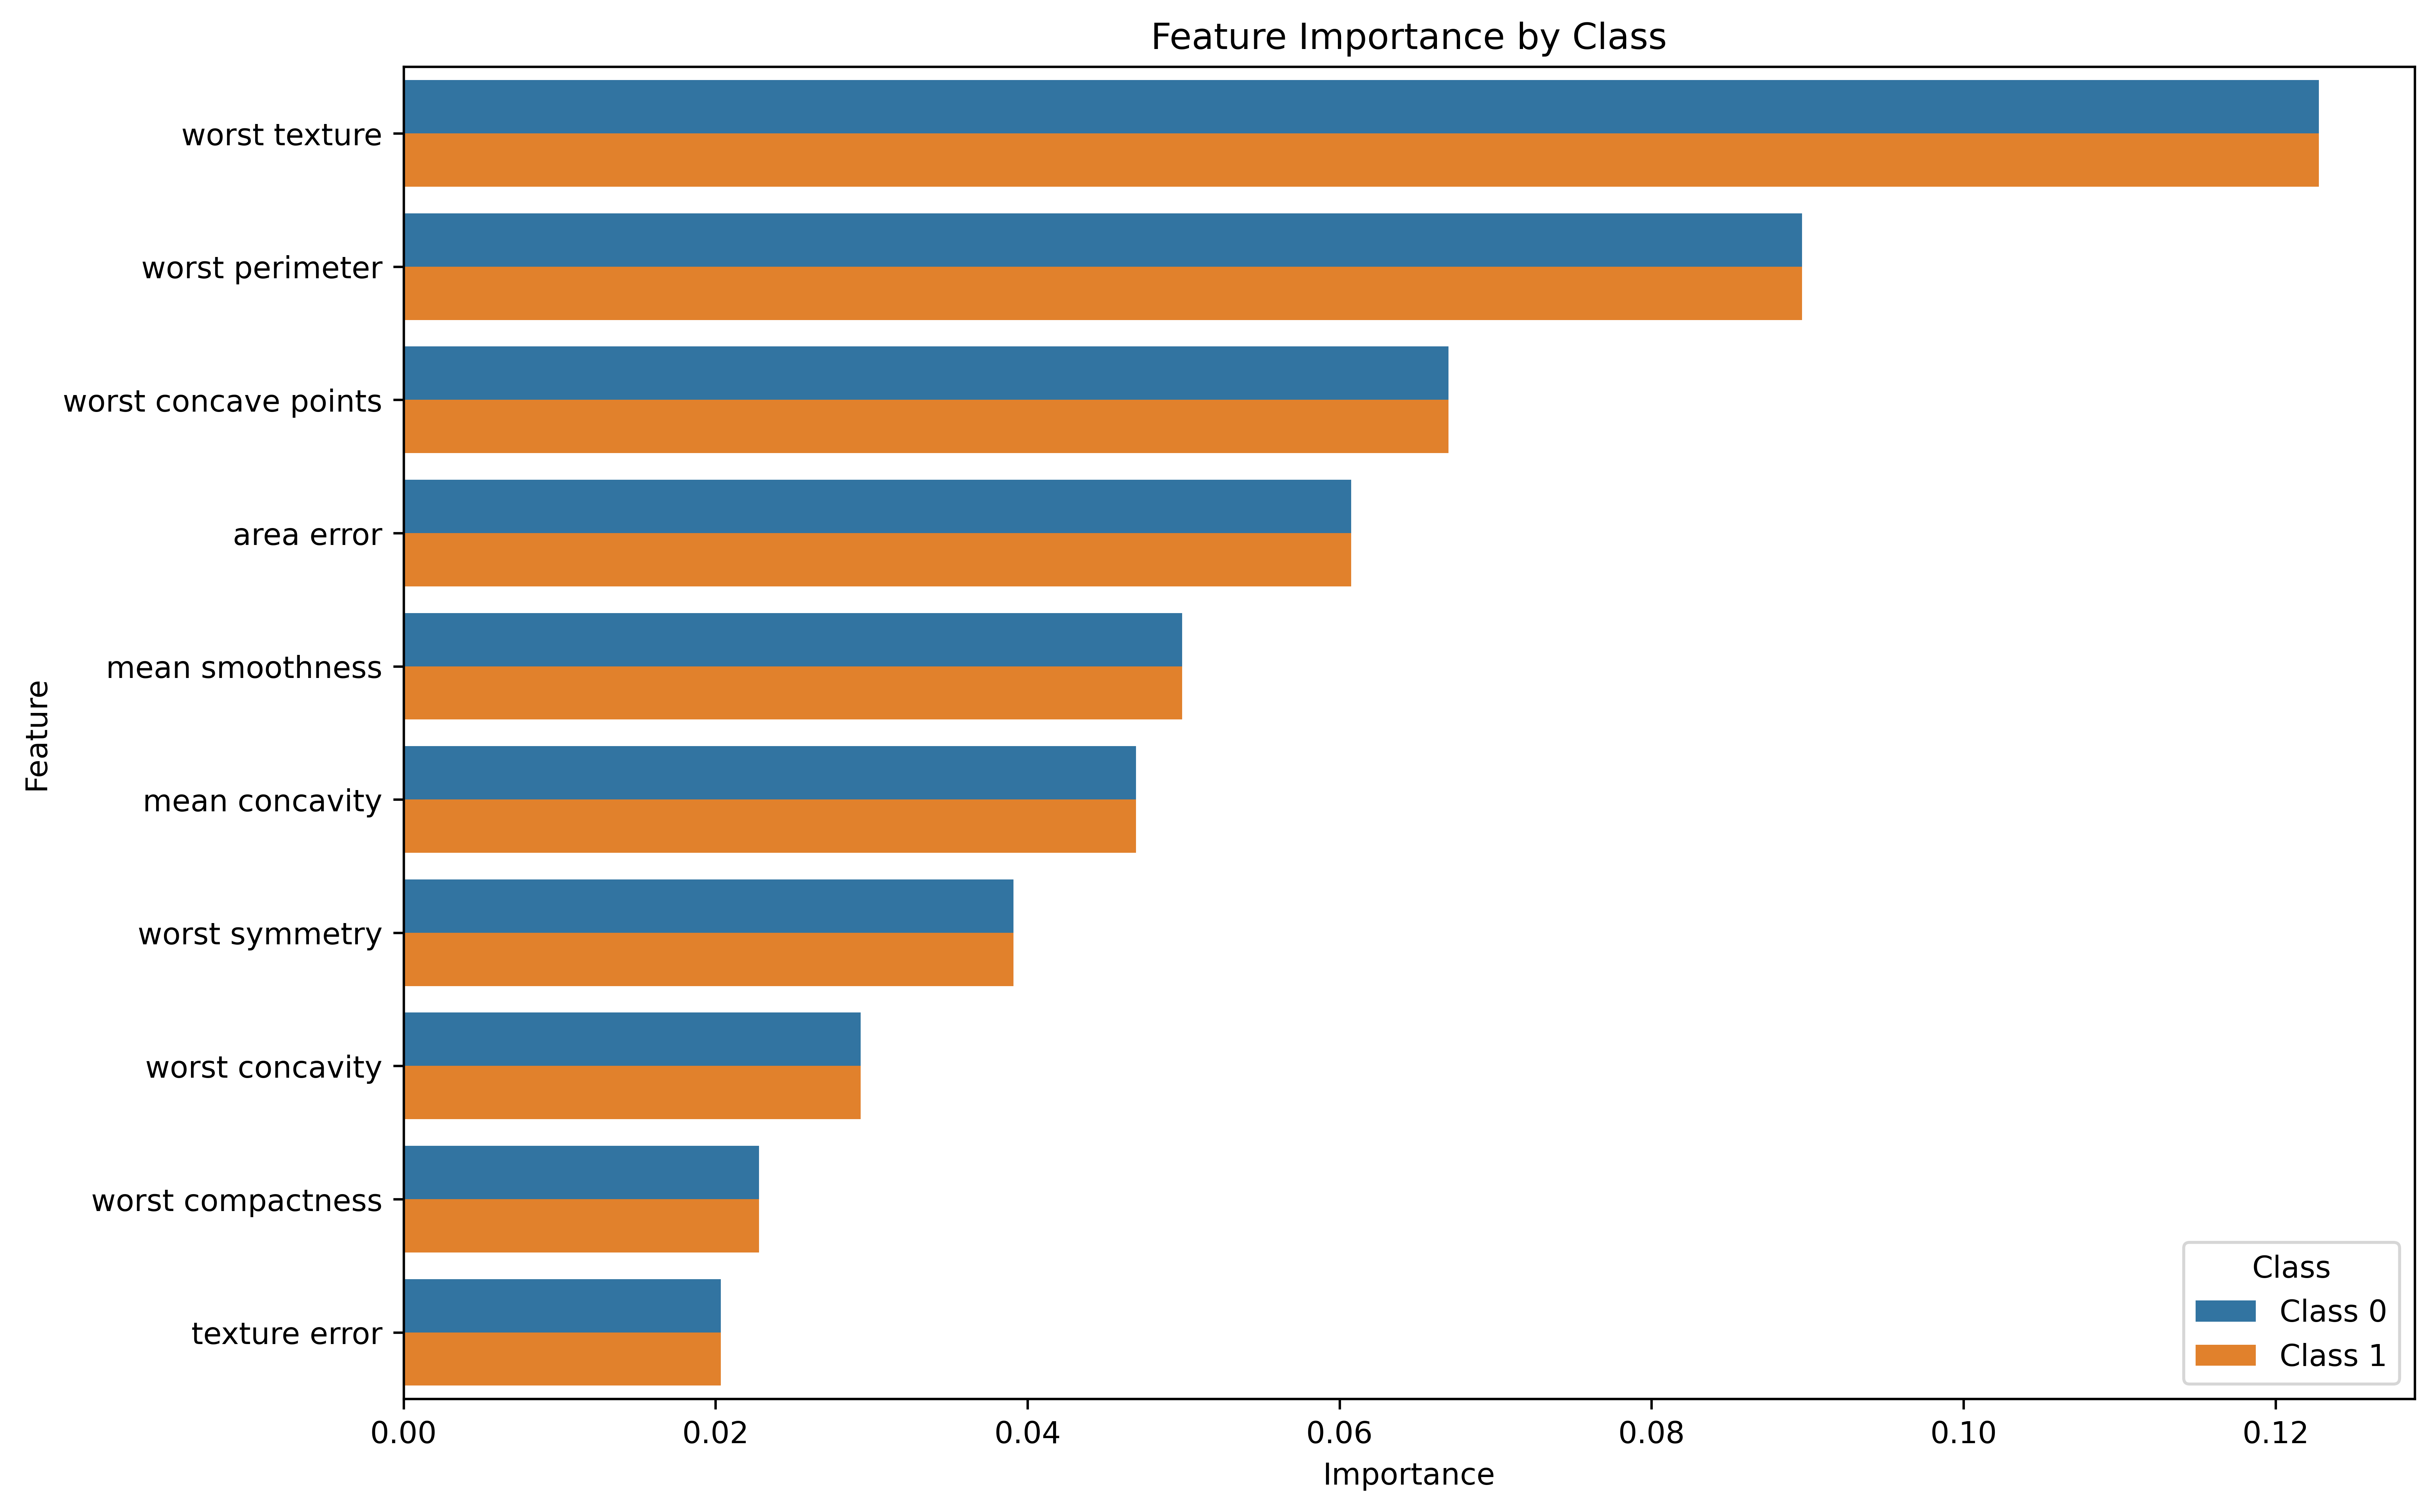 Feature Importance by Class
worst texture
worst perimeter
worst concave points
area error
mean smoothness
mean concavity
worst symmetry
worst concavity
worst compactness
texture error
Feature
0.00 0.02 0.04 0.06 0.08 0.10 0.12
Importance
Class
Class 0
Class 1